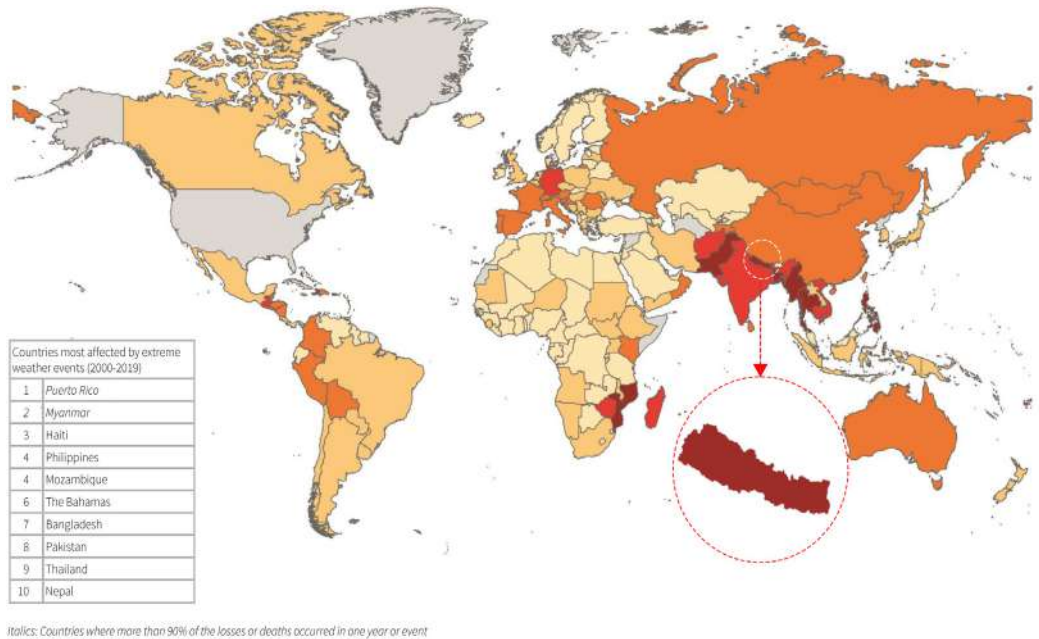 Countries most affected by extreme
weather events (2000-2019)
1 Puerto Rico
2 Myanmar
3 Haiti
4 Philippines
4 Mozambique
6 The Bahamas
7 Bangladesh
8 Pakistan
9 Thailand
10 Nepal
Italics: Countries where more than 90% of the losses or deaths occurred in one year or event